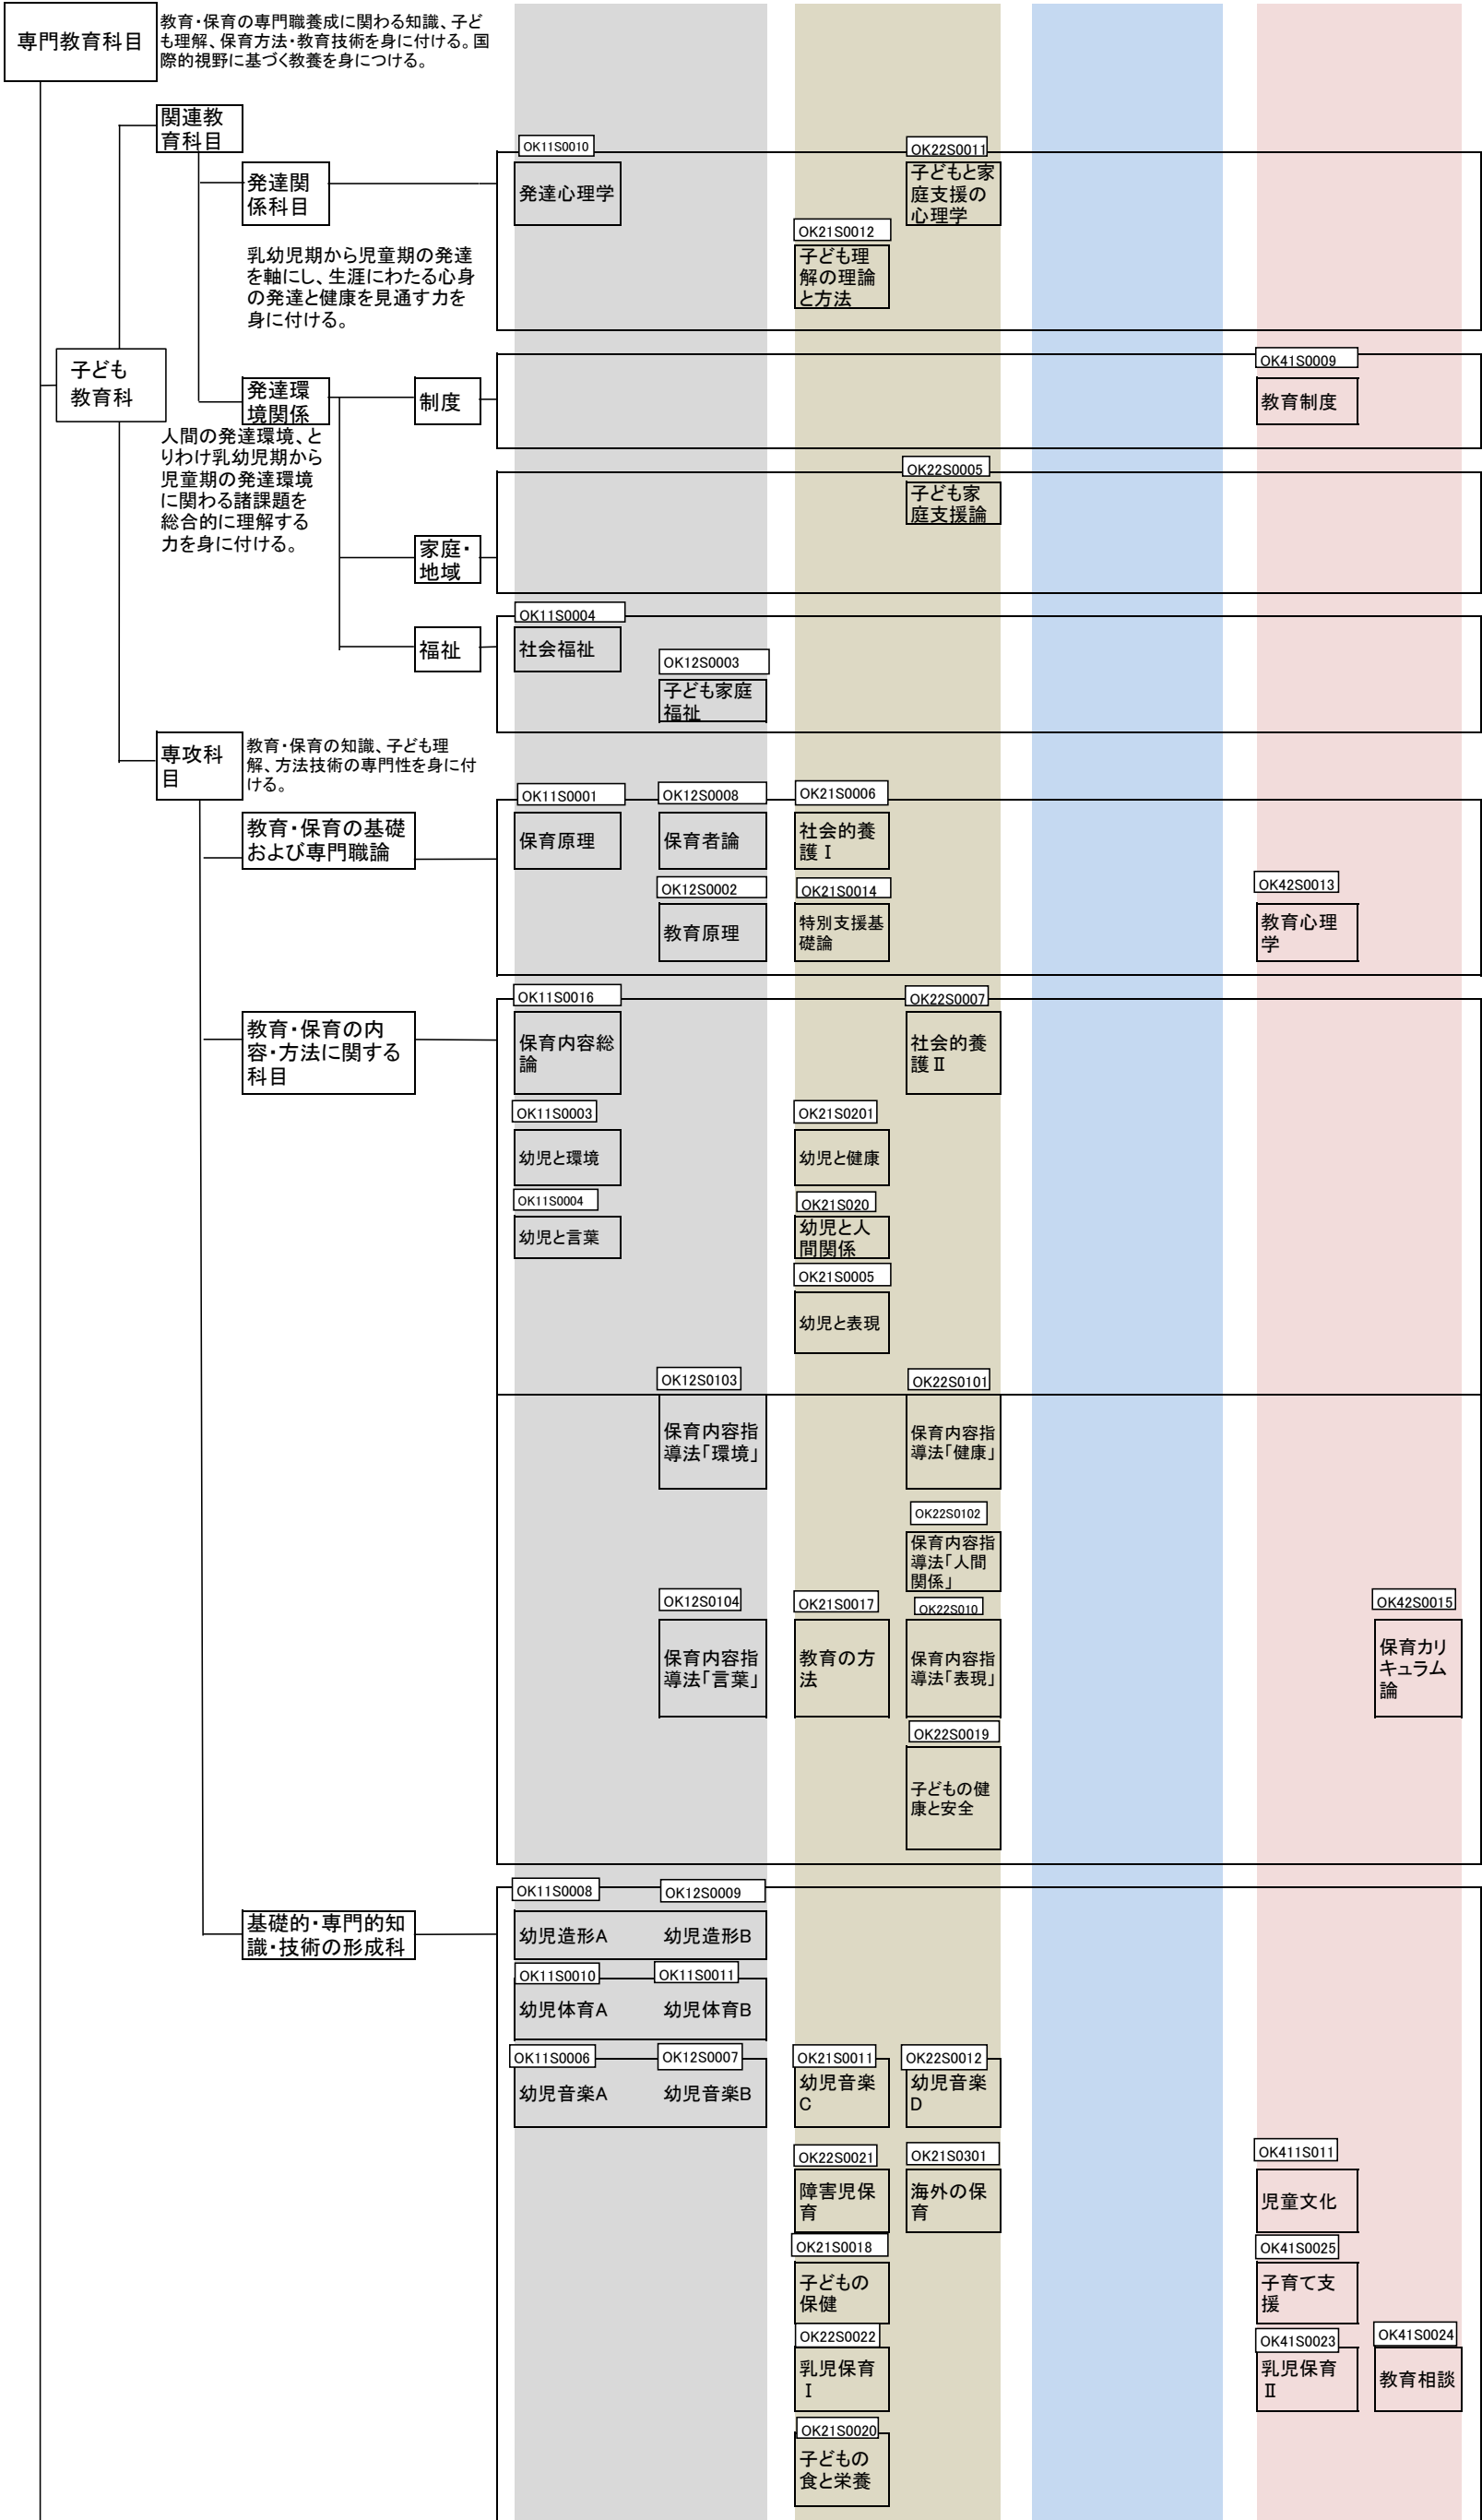 専門教育科目
教育・保育の専門職養成に関わる知識、子ど
も理解、保育方法・教育技術を身に付ける。国
際的視野に基づく教養を身につける。
関連教
育科目
発達関
係科目
OK11S0010
発達心理学
OK22S0011
子どもと家
庭支援の
心理学
OK21S0012
子ども理
解の理論
と方法
乳幼児期から児童期の発達
を軸にし、生涯にわたる心身
の発達と健康を見通す力を
身に付ける。
子ども
教育科
発達環
境関係
制度
OK41S0009
教育制度
人間の発達環境、と
りわけ乳幼児期から
児童期の発達環境
に関わる諸課題を
総合的に理解する
力を身に付ける。
家庭・
地域
OK22S0005
子ども家
庭支援論
福祉
OK11S0004
社会福祉
OK12S0003
子ども家庭
福祉
専攻科
目
教育・保育の知識、子ども理
解、方法技術の専門性を身に付
ける。
教育・保育の基礎
および専門職論
OK11S0001
保育原理
OK12S0008
保育者論
OK21S0006
社会的養
護Ⅰ
OK12S0002
教育原理
OK21S0014
特別支援基
礎論
OK42S0013
教育心理
学
教育・保育の内
容・方法に関する
科目
OK11S0016
保育内容総
論
OK22S0007
社会的養
護Ⅱ
OK11S0003
幼児と環境
OK21S0201
幼児と健康
OK11S0004
幼児と言葉
OK21S020
幼児と人
間関係
OK21S0005
幼児と表現
OK12S0103
保育内容指
導法「環境」
OK22S0101
保育内容指
導法「健康」
OK22S0102
保育内容指
導法「人間
関係」
OK12S0104
保育内容指
導法「言葉」
OK21S0017
教育の方
法
OK22S010
保育内容指
導法「表現」
OK42S0015
保育カリ
キュラム
論
OK22S0019
子どもの健
康と安全
基礎的・専門的知
識・技術の形成科
OK11S0008
幼児造形A
OK12S0009
幼児造形B
OK11S0010
幼児体育A
OK11S0011
幼児体育B
OK11S0006
幼児音楽A
OK12S0007
幼児音楽B
OK21S0011
幼児音楽
C
OK22S0012
幼児音楽
D
OK22S0021
障害児保
育
OK21S0301
海外の保
育
OK411S011
児童文化
OK21S0018
子どもの
保健
OK41S0025
子育て支
援
OK22S0022
乳児保育
Ⅰ
OK41S0023
乳児保育
Ⅱ
OK41S0024
教育相談
OK21S0020
子どもの
食と栄養